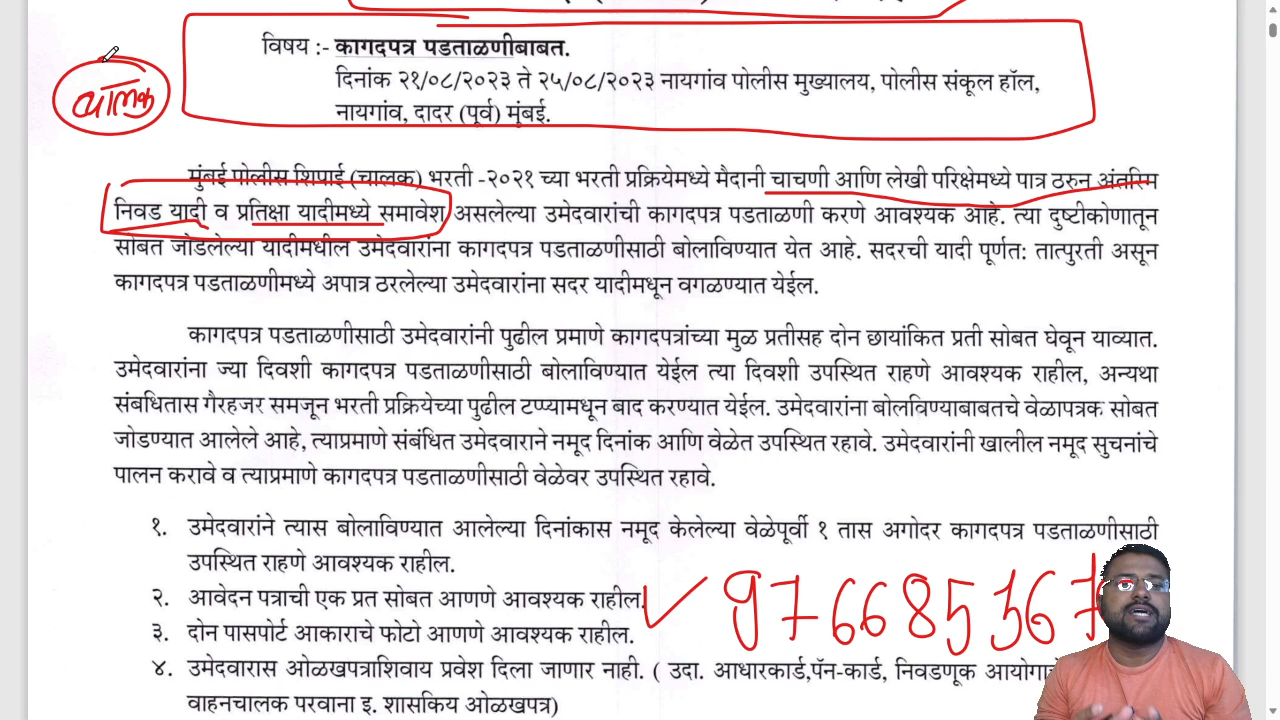 विषय :- कागदपत्र पडताळणीबाबत.
दिनांक २१/०८/२०२३ ते २५/०८/२०२३ नायगांव पोलीस मुख्यालय, पोलीस संकूल हॉल,
नायगांव, दादर (पूर्व) मुंबई.
चालक
मुंबई पोलीस शिपाई (चालक) भरती -२०२१ च्या भरती प्रक्रियेमध्ये मैदानी चाचणी आणि लेखी परिक्षेमध्ये पात्र ठरुन अंतरिम
निवड यादी व प्रतिक्षा यादीमध्ये समावेश असलेल्या उमेदवारांची कागदपत्र पडताळणी करणे आवश्यक आहे. त्या दुष्टीकोणातून
सोबत जोडलेल्या यादीमधील उमेदवारांना कागदपत्र पडताळणीसाठी बोलाविण्यात येत आहे. सदरची यादी पूर्णत: तात्पुरती असून
कागदपत्र पडताळणीमध्ये अपात्र ठरलेल्या उमेदवारांना सदर यादीमधून वगळण्यात येईल.
कागदपत्र पडताळणीसाठी उमेदवारांनी पुढील प्रमाणे कागदपत्रांच्या मुळ प्रतीसह दोन छायांकित प्रती सोबत घेवून याव्यात.
उमेदवारांना ज्या दिवशी कागदपत्र पडताळणीसाठी बोलाविण्यात येईल त्या दिवशी उपस्थित राहणे आवश्यक राहील, अन्यथा
संबधितास गैरहजर समजून भरती प्रक्रियेच्या पुढील टप्प्यामधून बाद करण्यात येईल. उमेदवारांना बोलविण्याबाबतचे वेळापत्रक सोबत
जोडण्यात आलेले आहे, त्याप्रमाणे संबंधित उमेदवाराने नमूद दिनांक आणि वेळेत उपस्थित रहावे. उमेदवारांनी खालील नमूद सुचनांचे
पालन करावे व त्याप्रमाणे कागदपत्र पडताळणीसाठी वेळेवर उपस्थित रहावे.
१. उमेदवारांने त्यास बोलाविण्यात आलेल्या दिनांकास नमूद केलेल्या वेळेपूर्वी १ तास अगोदर कागदपत्र पडताळणीसाठी
उपस्थित राहणे आवश्यक राहील.
२. आवेदन पत्राची एक प्रत सोबत आणणे आवश्यक राहील.
३. दोन पासपोर्ट आकाराचे फोटो आणणे आवश्यक राहील.
४. उमेदवारास ओळखपत्राशिवाय प्रवेश दिला जाणार नाही. ( उदा. आधारकार्ड,पॅन-कार्ड, निवडणूक
वाहनचालक परवाना इ. शासकिय ओळखपत्र)